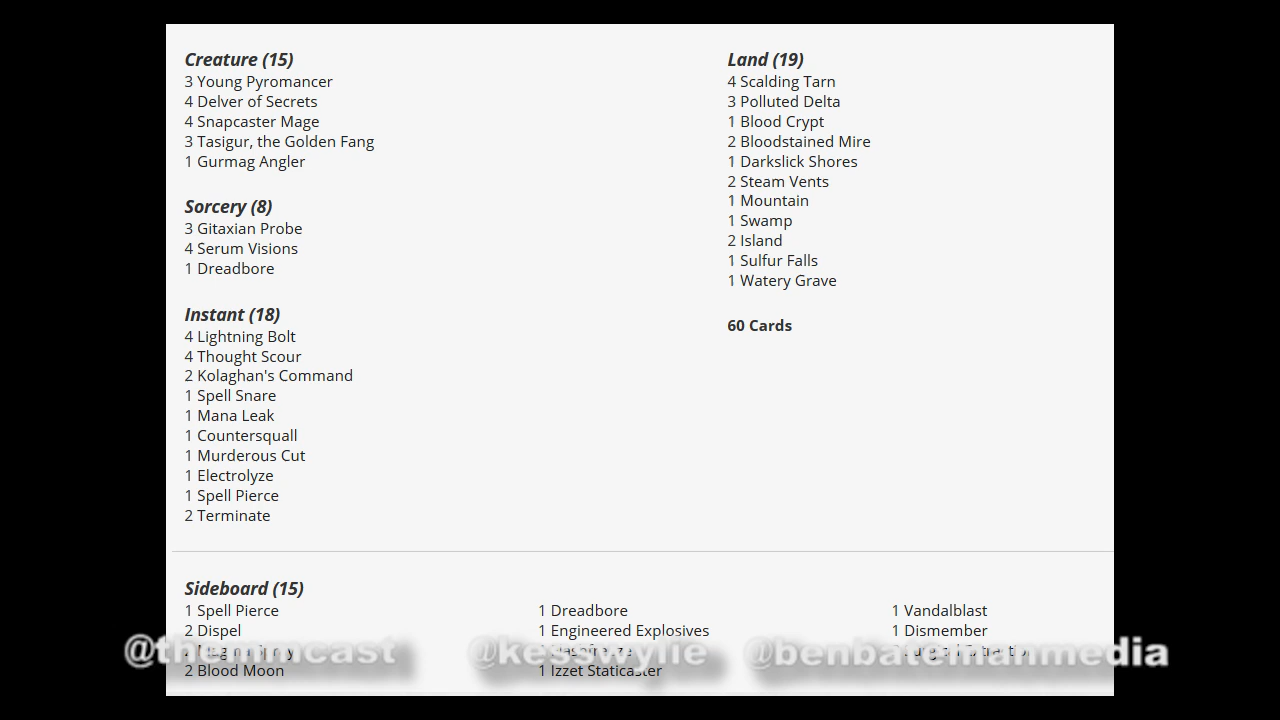 Creature (15)
3 Young Pyromancer
4 Delver of Secrets
4 Snapcaster Mage
3 Tasigur, the Golden Fang
1 Gurmag Angler
Sorcery (8)
3 Gitaxian Probe
4 Serum Visions
1 Dreadbore
Instant (18)
4 Lightning Bolt
4 Thought Scour
2 Kolaghan's Command
1 Spell Snare
1 Mana Leak
1 Countersquall
1 Murderous Cut
1 Electrolyze
1 Spell Pierce
2 Terminate
Land (19)
4 Scalding Tarn
3 Polluted Delta
1 Blood Crypt
2 Bloodstained Mire
1 Darkslick Shores
2 Steam Vents
1 Mountain
1 Swamp
2 Island
1 Sulfur Falls
1 Watery Grave
60 Cards
Sideboard (15)
1 Spell Pierce
2 Dispel
2 Blood Moon
1 Dreadbore
1 Engineered Explosives
1 Izzet Staticaster
1 Vandalblast
1 Dismember
@benbatemanmedia